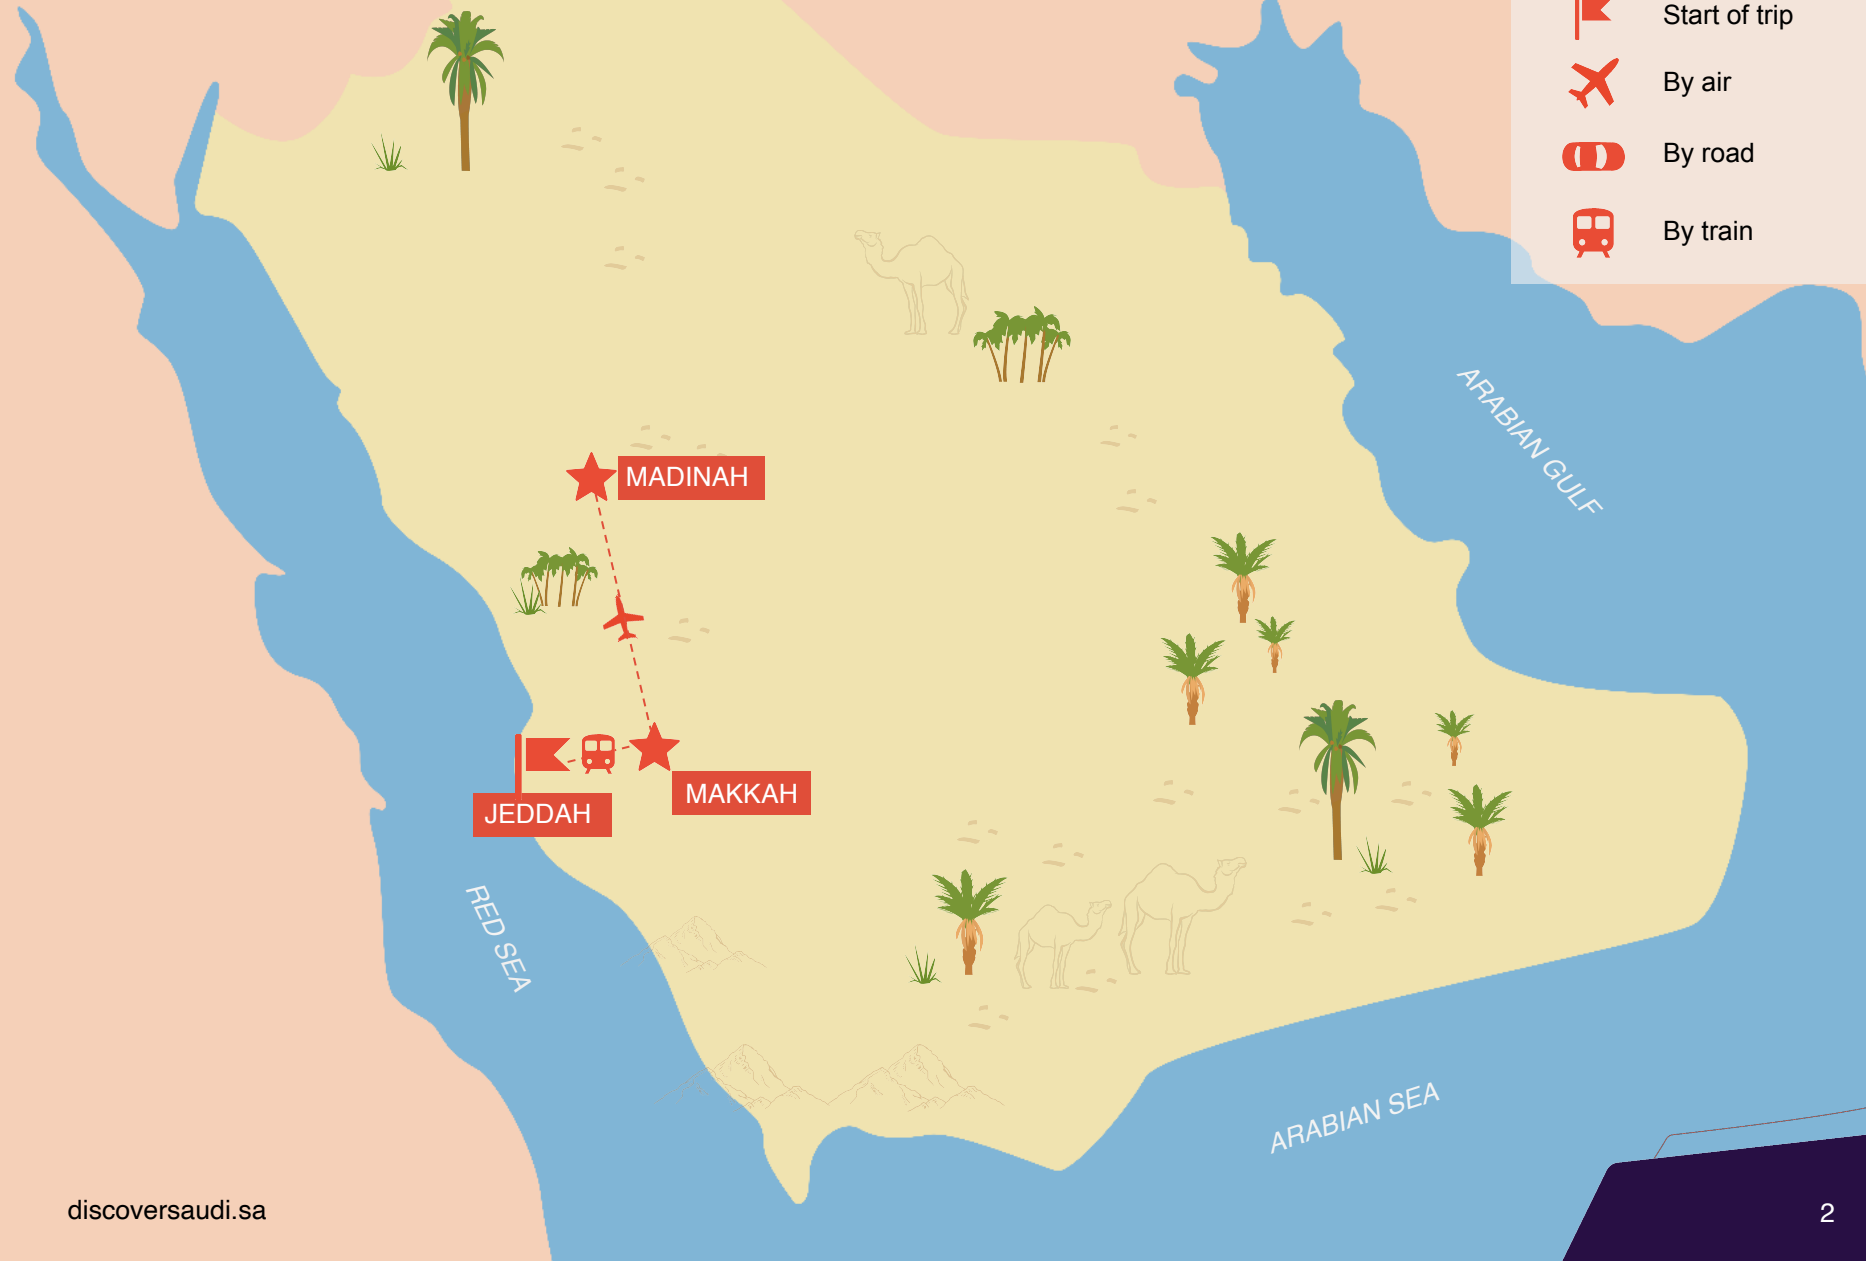 Start of trip
By air
By road
By train
ARABIAN GULF
MADINAH
MAKKAH
JEDDAH
RED SEA
ARABIAN SEA
discoversaudi.sa
2